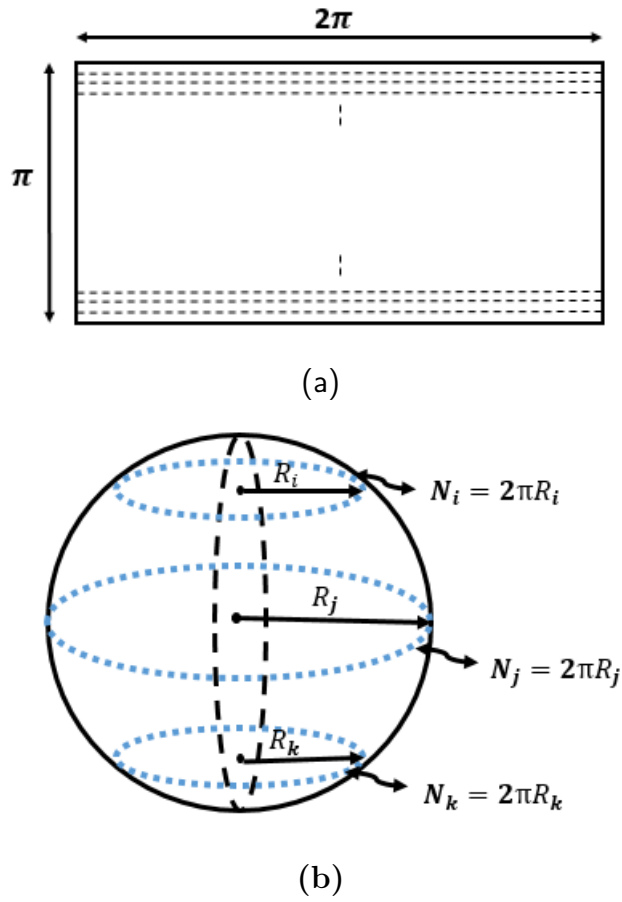 2π
π
(a)
R_i
N_i = 2πR_i
R_j
N_j = 2πR_j
R_k
N_k = 2πR_k
(b)